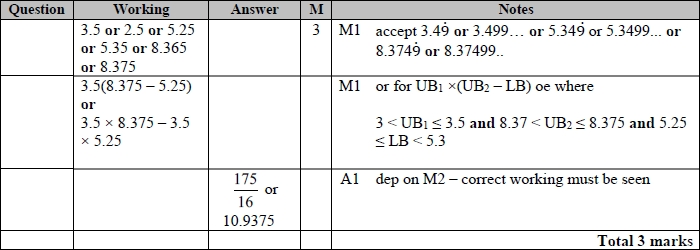 Question Working Answer M Notes
3.5 or 2.5 or 5.25 3 M1 accept 3.49̇ or 3.499… or 5.349̇ or 5.3499... or
or 5.35 or 8.365 8.3749̇ or 8.37499..
or 8.375
3.5(8.375 – 5.25) M1 or for UB₁ ×(UB₂ – LB) oe where
or
3.5 × 8.375 – 3.5 3 < UB₁ ≤ 3.5 and 8.37 < UB₂ ≤ 8.375 and 5.25
× 5.25 ≤ LB < 5.3
175 A1 dep on M2 – correct working must be seen
or
16
10.9375
Total 3 marks